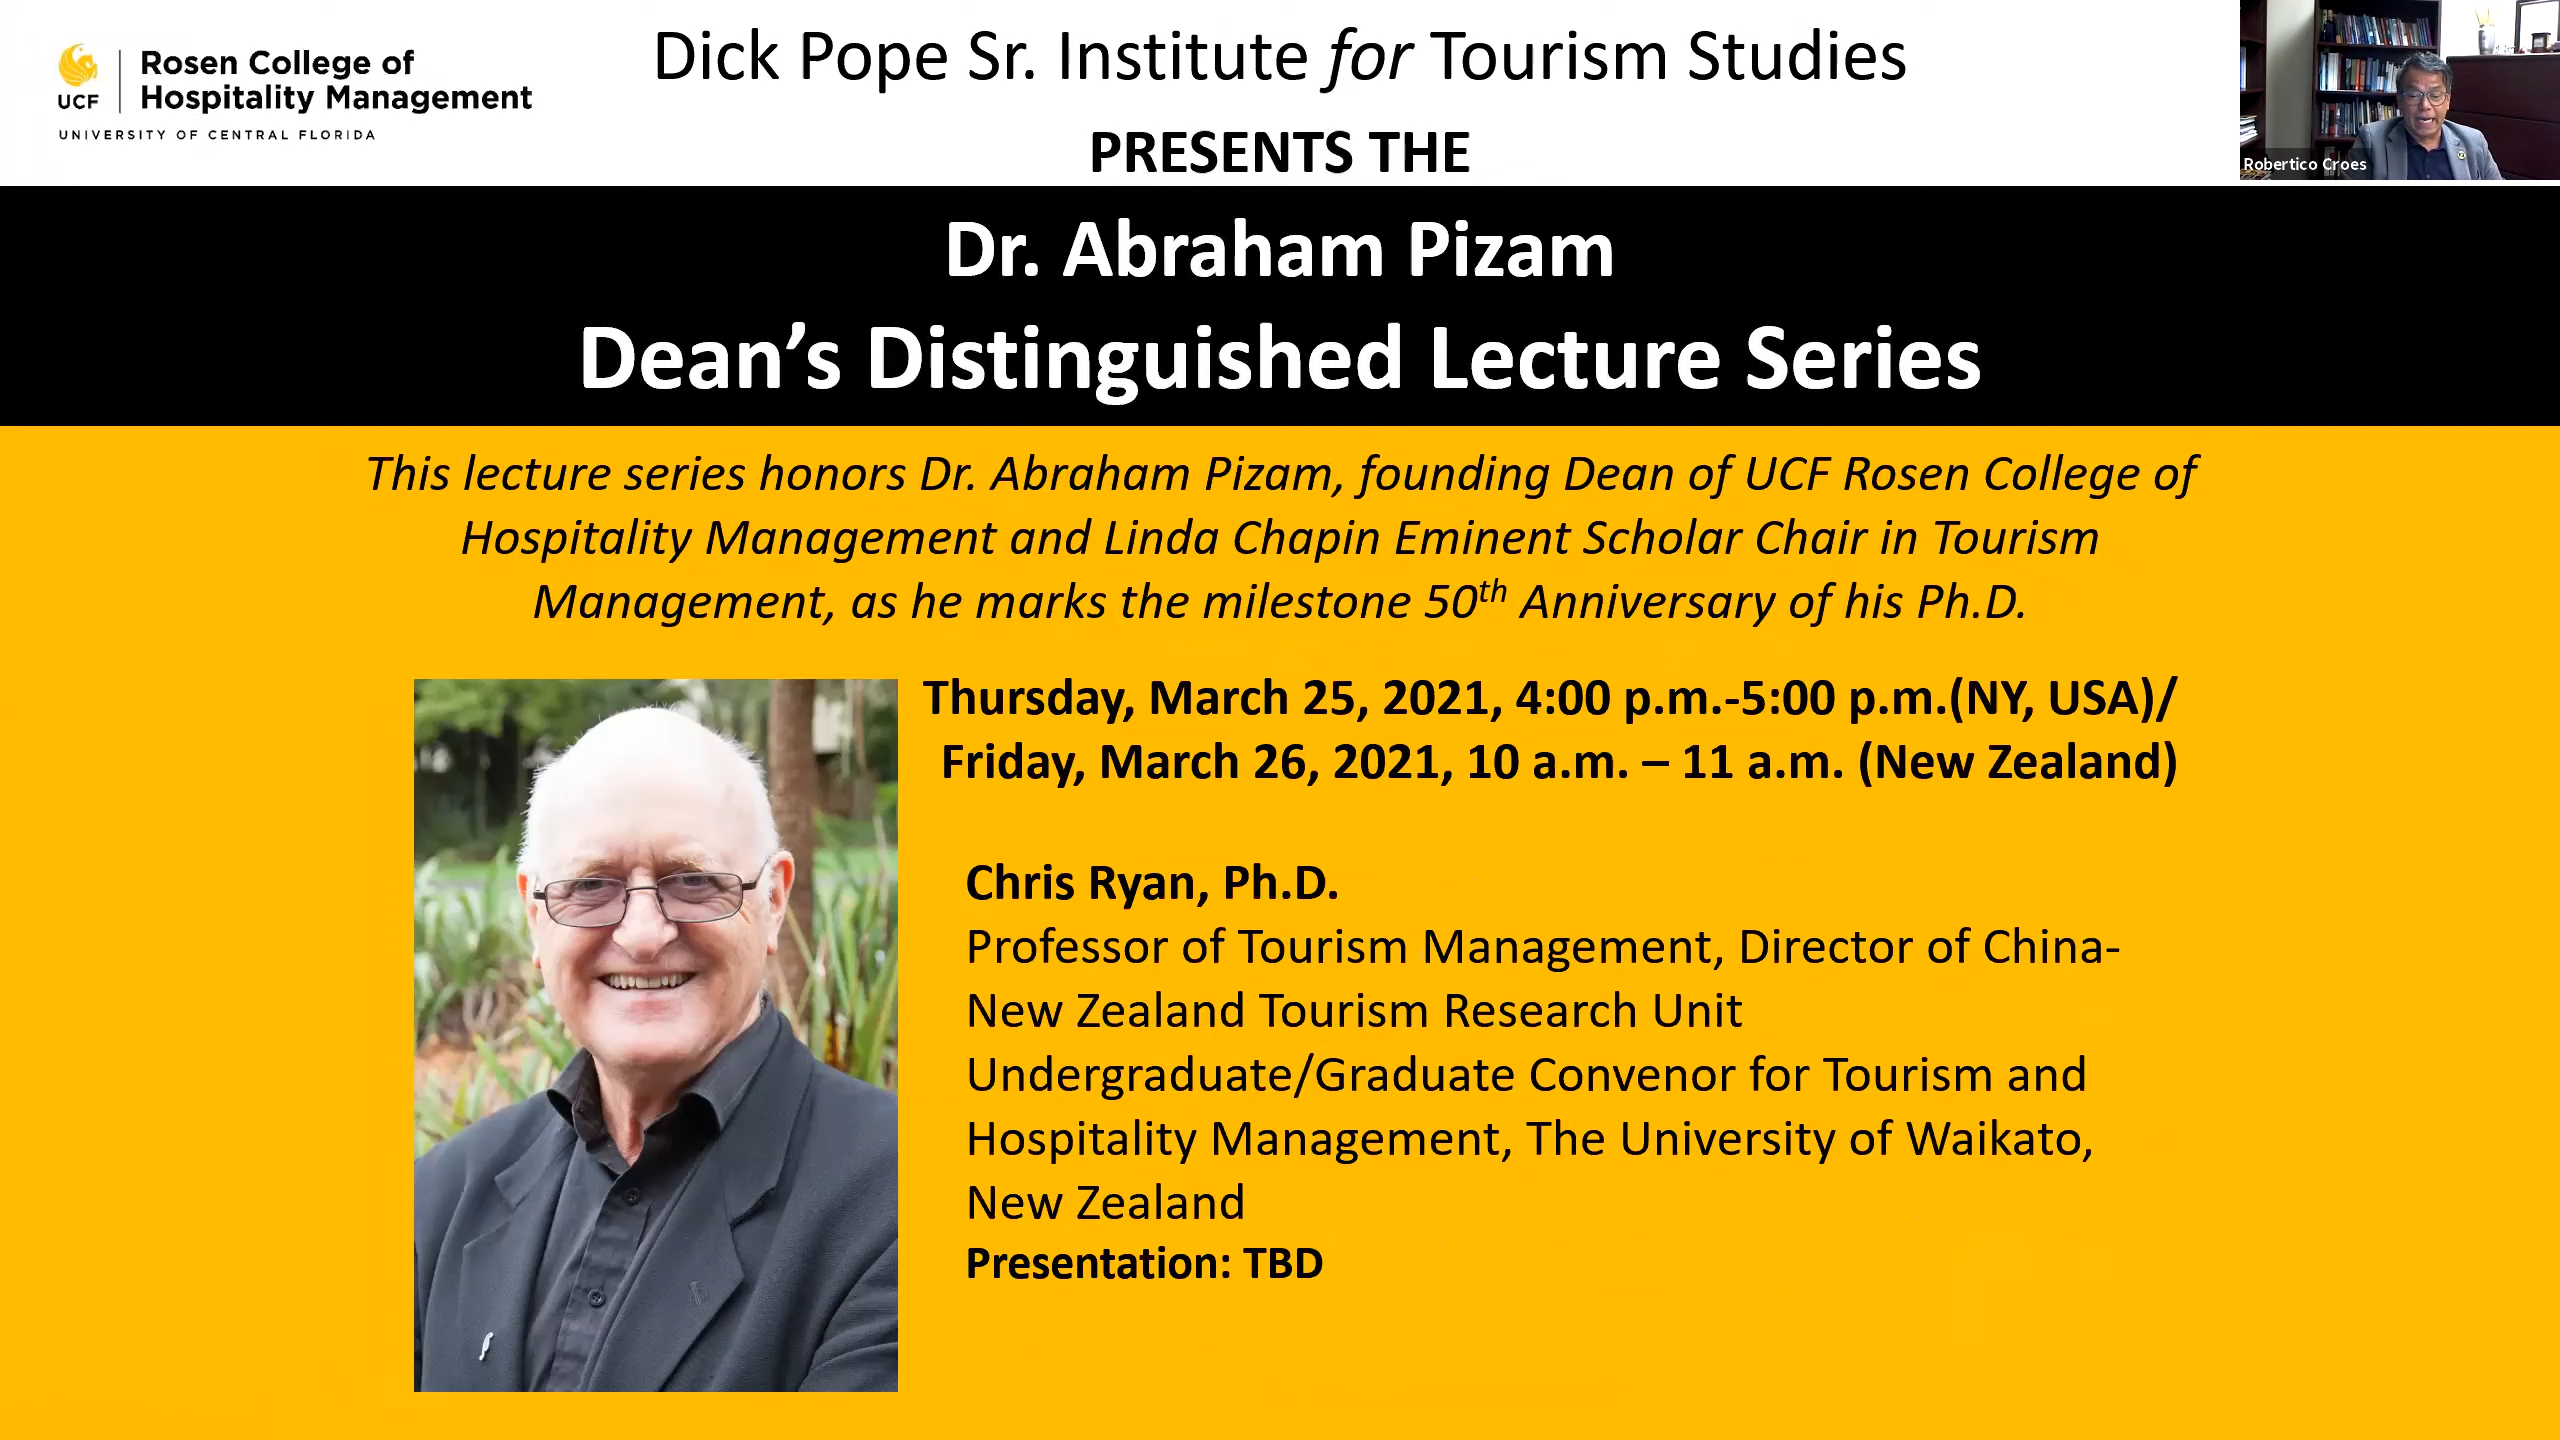 UCF
Rosen College of
Hospitality Management
UNIVERSITY OF CENTRAL FLORIDA
Dick Pope Sr. Institute for Tourism Studies
PRESENTS THE
Robertico Croes
Dr. Abraham Pizam
Dean’s Distinguished Lecture Series
This lecture series honors Dr. Abraham Pizam, founding Dean of UCF Rosen College of
Hospitality Management and Linda Chapin Eminent Scholar Chair in Tourism
Management, as he marks the milestone 50th Anniversary of his Ph.D.
Thursday, March 25, 2021, 4:00 p.m.-5:00 p.m.(NY, USA)/
Friday, March 26, 2021, 10 a.m. – 11 a.m. (New Zealand)
Chris Ryan, Ph.D.
Professor of Tourism Management, Director of China-
New Zealand Tourism Research Unit
Undergraduate/Graduate Convenor for Tourism and
Hospitality Management, The University of Waikato,
New Zealand
Presentation: TBD